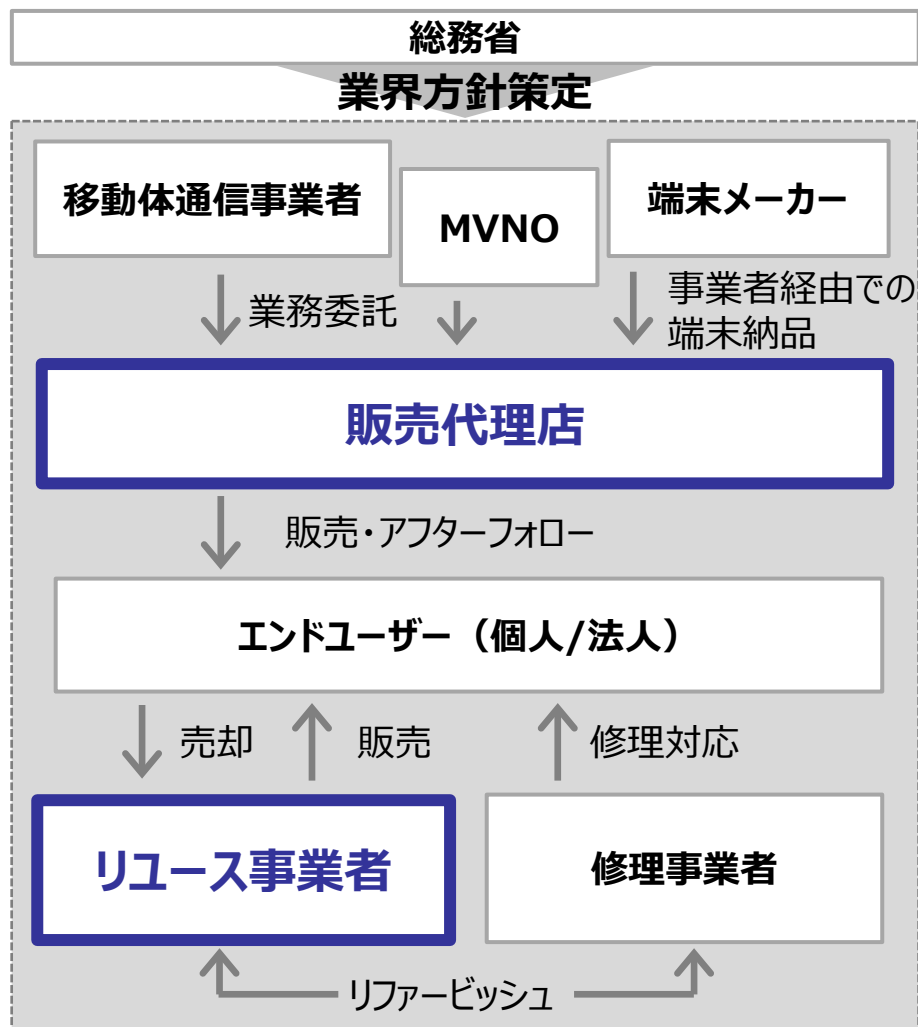 総務省
業界方針策定
移動体通信事業者
MVNO
端末メーカー
業務委託
事業者経由での
端末納品
販売代理店
販売・アフターフォロー
エンドユーザー（個人/法人）
売却
販売
修理対応
リユース事業者
修理事業者
リファービッシュ